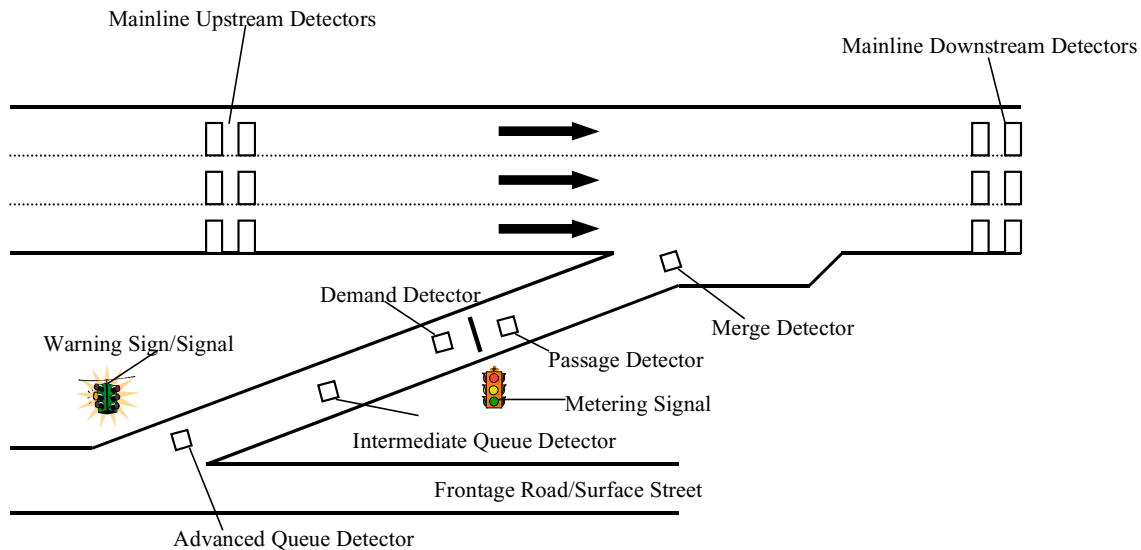 Mainline Upstream Detectors
Mainline Downstream Detectors
Demand Detector
Merge Detector
Warning Sign/Signal
Passage Detector
Metering Signal
Intermediate Queue Detector
Frontage Road/Surface Street
Advanced Queue Detector